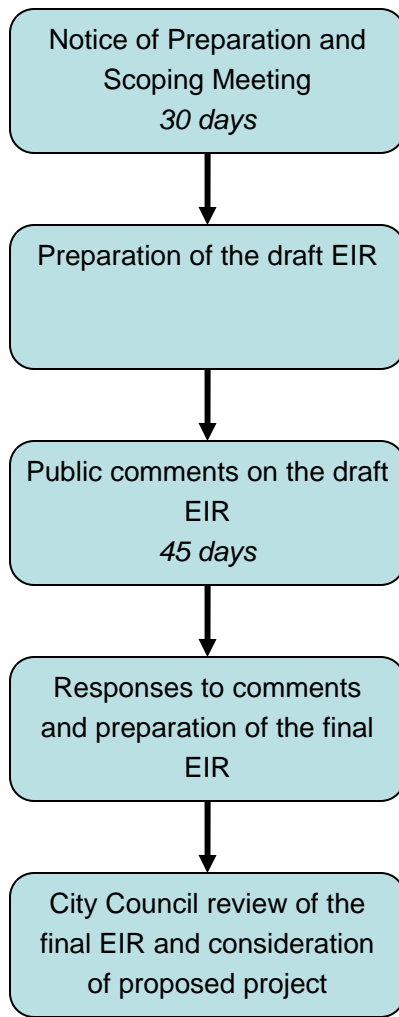 Notice of Preparation and
Scoping Meeting
30 days
Preparation of the draft EIR
Public comments on the draft
EIR
45 days
Responses to comments
and preparation of the final
EIR
City Council review of the
final EIR and consideration
of proposed project